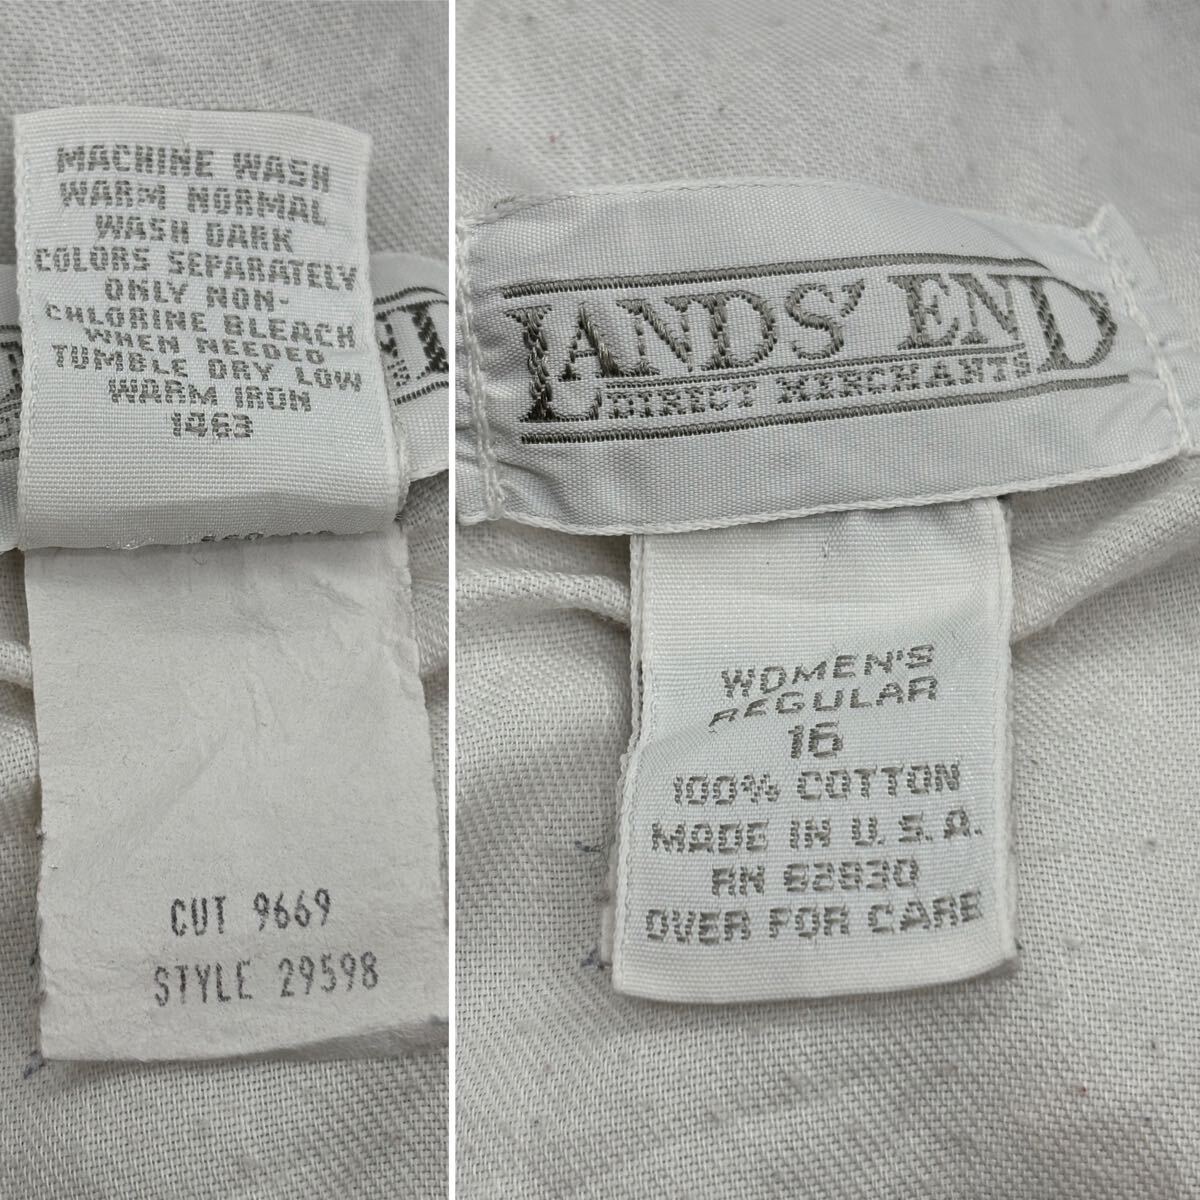 MACHINE WASH
WARM NORMAL
WASH DARK
COLORS SEPARATELY
ONLY NON-
CHLORINE BLEACH
WHEN NEEDED
TUMBLE DRY LOW
WARM IRON
1463
CUT 9669
STYLE 29598
LANDS' END
DIRECT MERCHANTS
WOMEN'S
REGULAR
16
100% COTTON
MADE IN U.S.A.
RN 62830
OVER FOR CARE